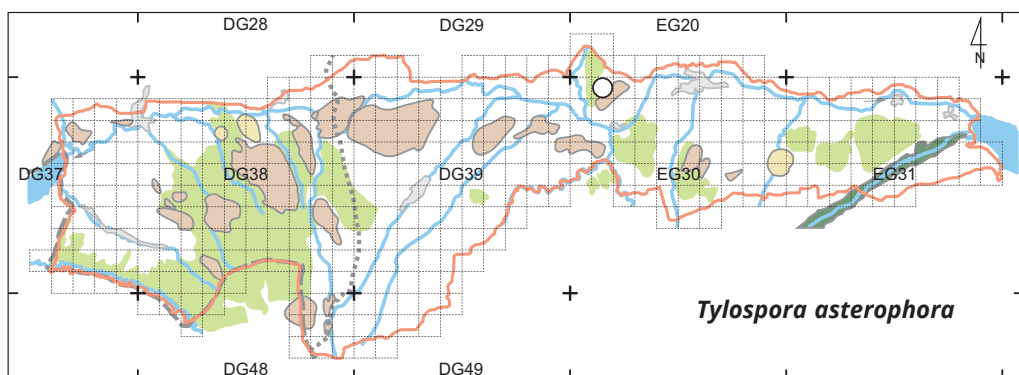 DG28 DG29 EG20
N
DG37 DG38 DG39 EG30 EG31
Tylospora asterophora
DG48 DG49